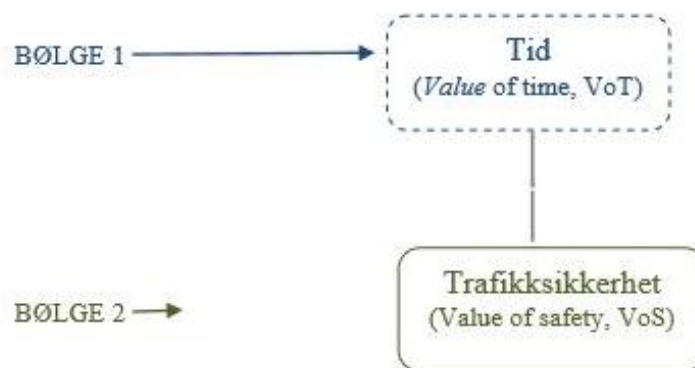 BØLGE 1
Tid
(Value of time, VoT)
Trafikksikkerhet
(Value of safety, VoS)
BØLGE 2